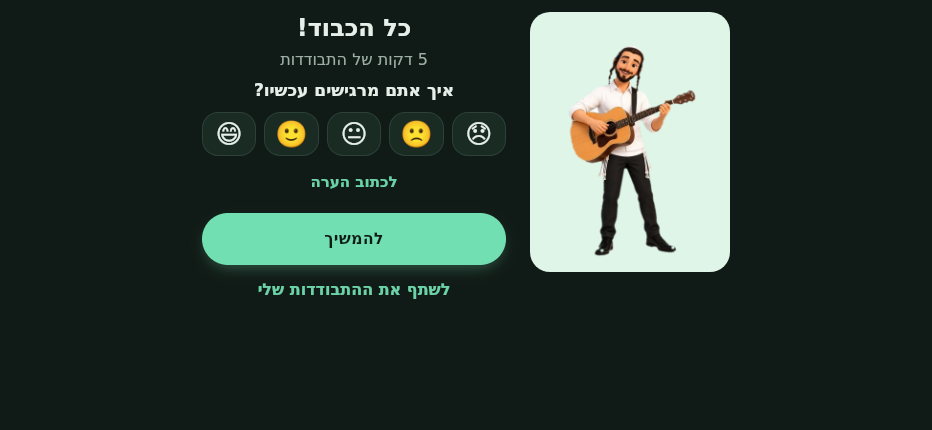 כל הכבוד!
5 דקות של התבודדות
איך אתם מרגישים עכשיו?
לכתוב הערה
להמשיך
לשתף את ההתבודדות שלי